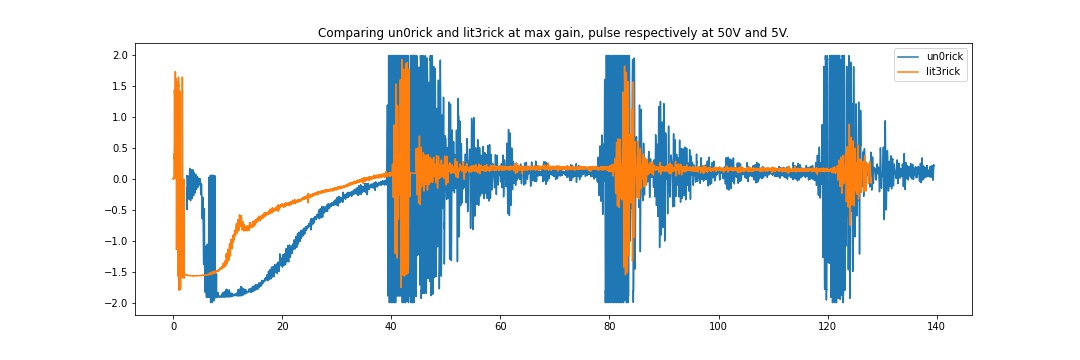 Comparing un0rick and lit3rick at max gain, pulse respectively at 50V and 5V.
un0rick
lit3rick
2.0
1.5
1.0
0.5
0.0
−0.5
−1.0
−1.5
−2.0
0 20 40 60 80 100 120 140